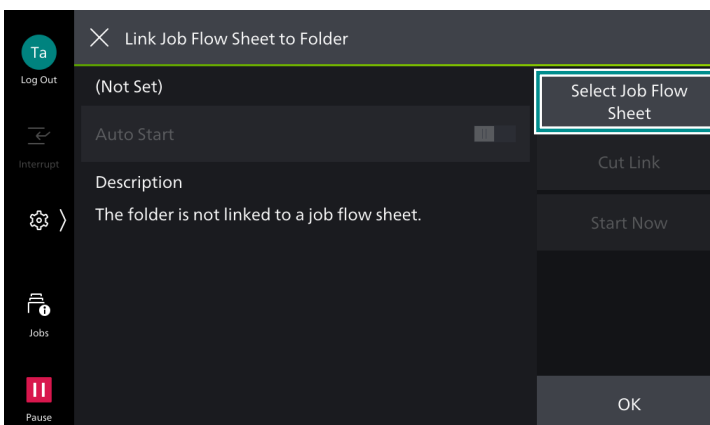 Ta
Log Out
Interrupt
Jobs
Pause
Link Job Flow Sheet to Folder
(Not Set)
Auto Start
Description
The folder is not linked to a job flow sheet.
Select Job Flow
Sheet
Cut Link
Start Now
OK